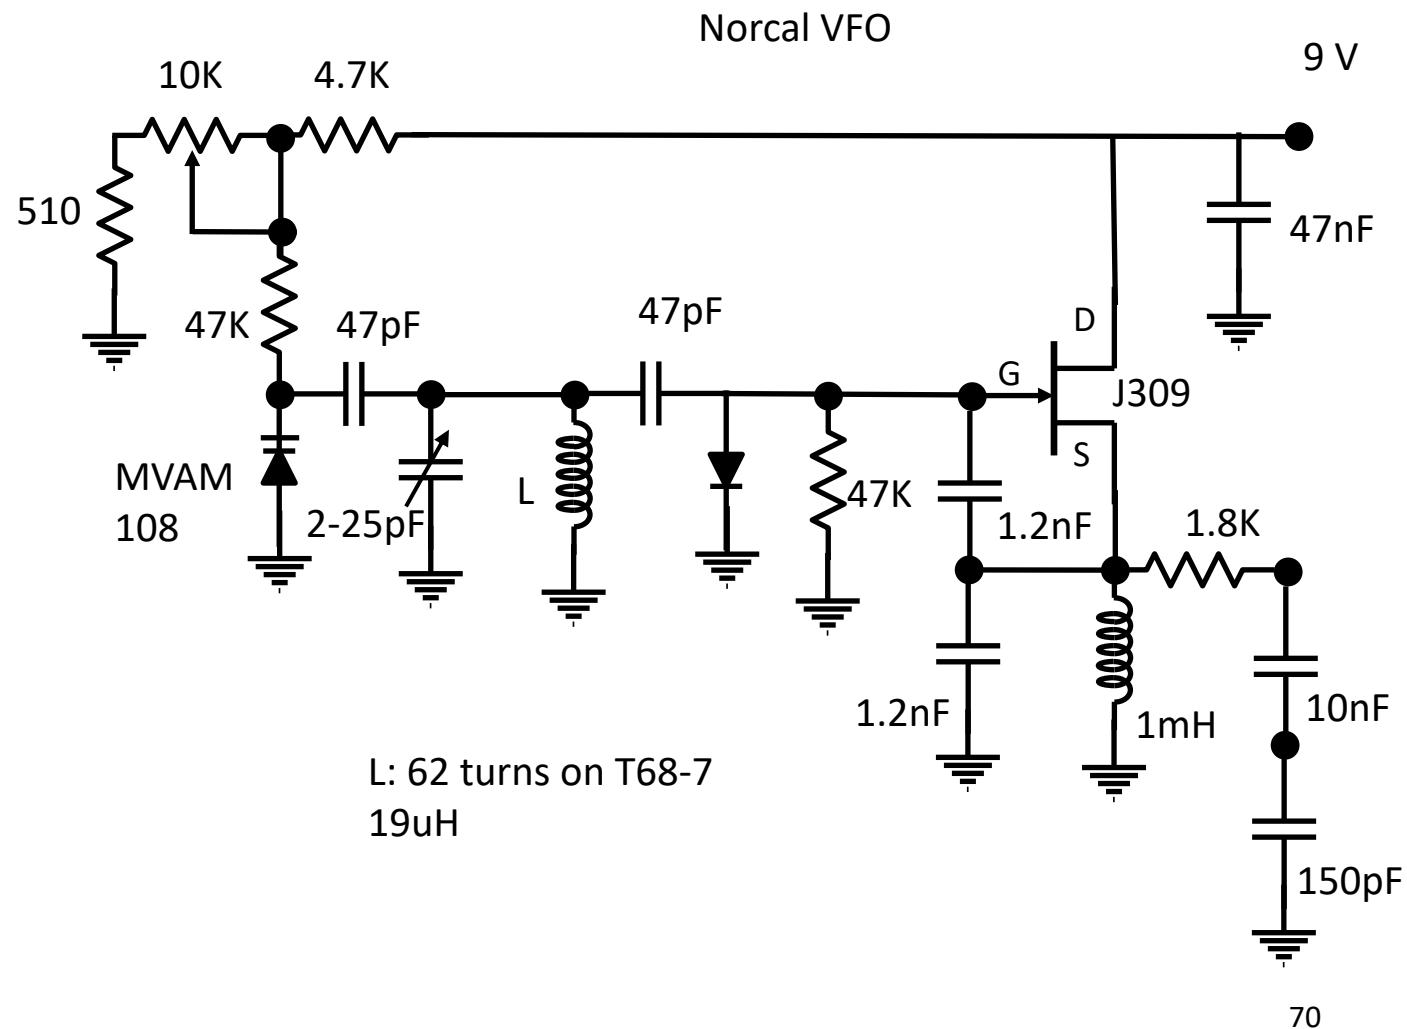 Norcal VFO
9 V
10K
4.7K
510
47nF
47K
47pF
47pF
D
G
J309
S
MVAM
108
2-25pF
L
47K
1.2nF
1.8K
1.2nF
1mH
10nF
L: 62 turns on T68-7
19uH
150pF
70